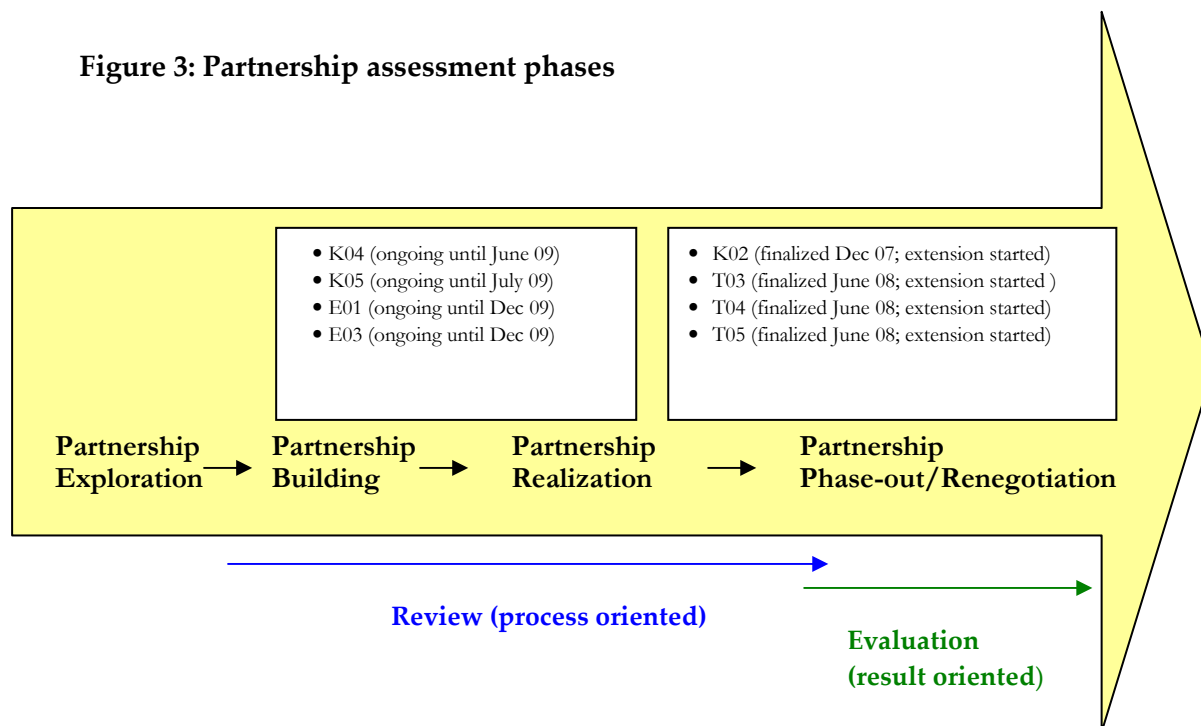 Figure 3: Partnership assessment phases
• K04 (ongoing until June 09)
• K05 (ongoing until July 09)
• E01 (ongoing until Dec 09)
• E03 (ongoing until Dec 09)
• K02 (finalized Dec 07; extension started)
• T03 (finalized June 08; extension started )
• T04 (finalized June 08; extension started)
• T05 (finalized June 08; extension started)
Partnership
Exploration
Partnership
Building
Partnership
Realization
Partnership
Phase-out/Renegotiation
Review (process oriented)
Evaluation
(result oriented)